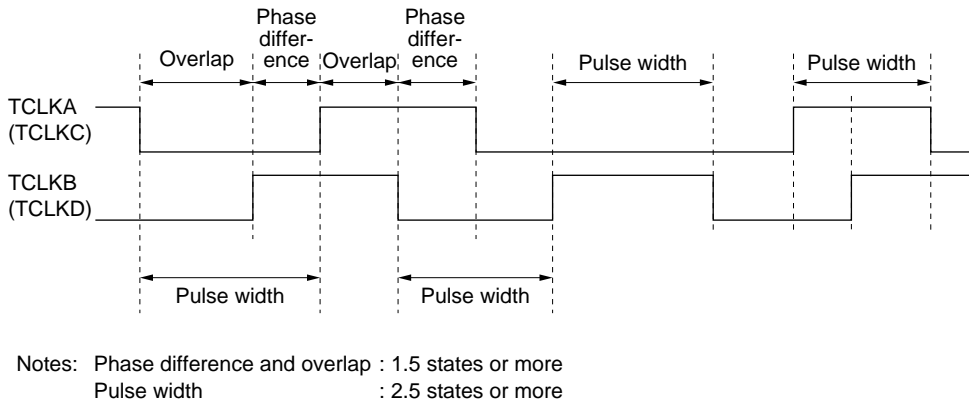 Phase
differ-
ence
Phase
differ-
ence
Overlap
Overlap
Pulse width
Pulse width
TCLKA
(TCLKC)
TCLKB
(TCLKD)
Pulse width
Pulse width
Notes: Phase difference and overlap : 1.5 states or more
Pulse width : 2.5 states or more